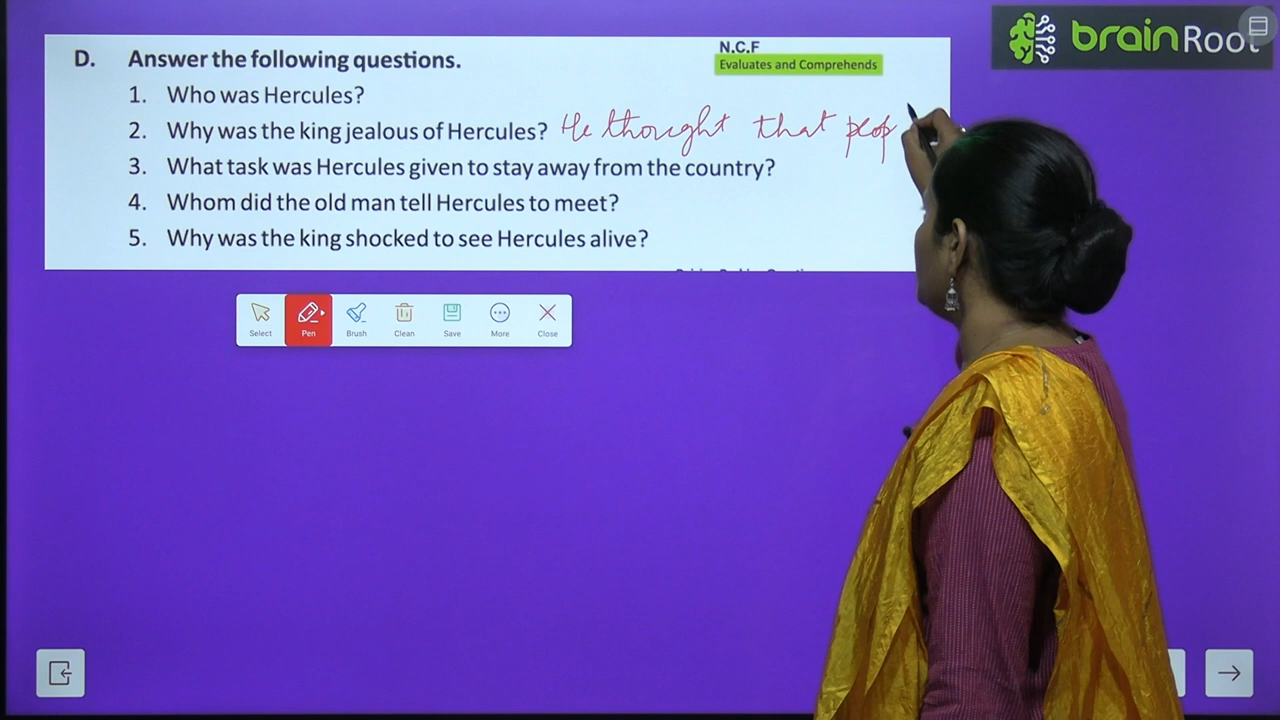 brainRoot
N.C.F
D. Answer the following questions.
Evaluates and Comprehends
1. Who was Hercules?
2. Why was the king jealous of Hercules? He thought that peop
3. What task was Hercules given to stay away from the country?
4. Whom did the old man tell Hercules to meet?
5. Why was the king shocked to see Hercules alive?
Select Pen Brush Clean Save More Close